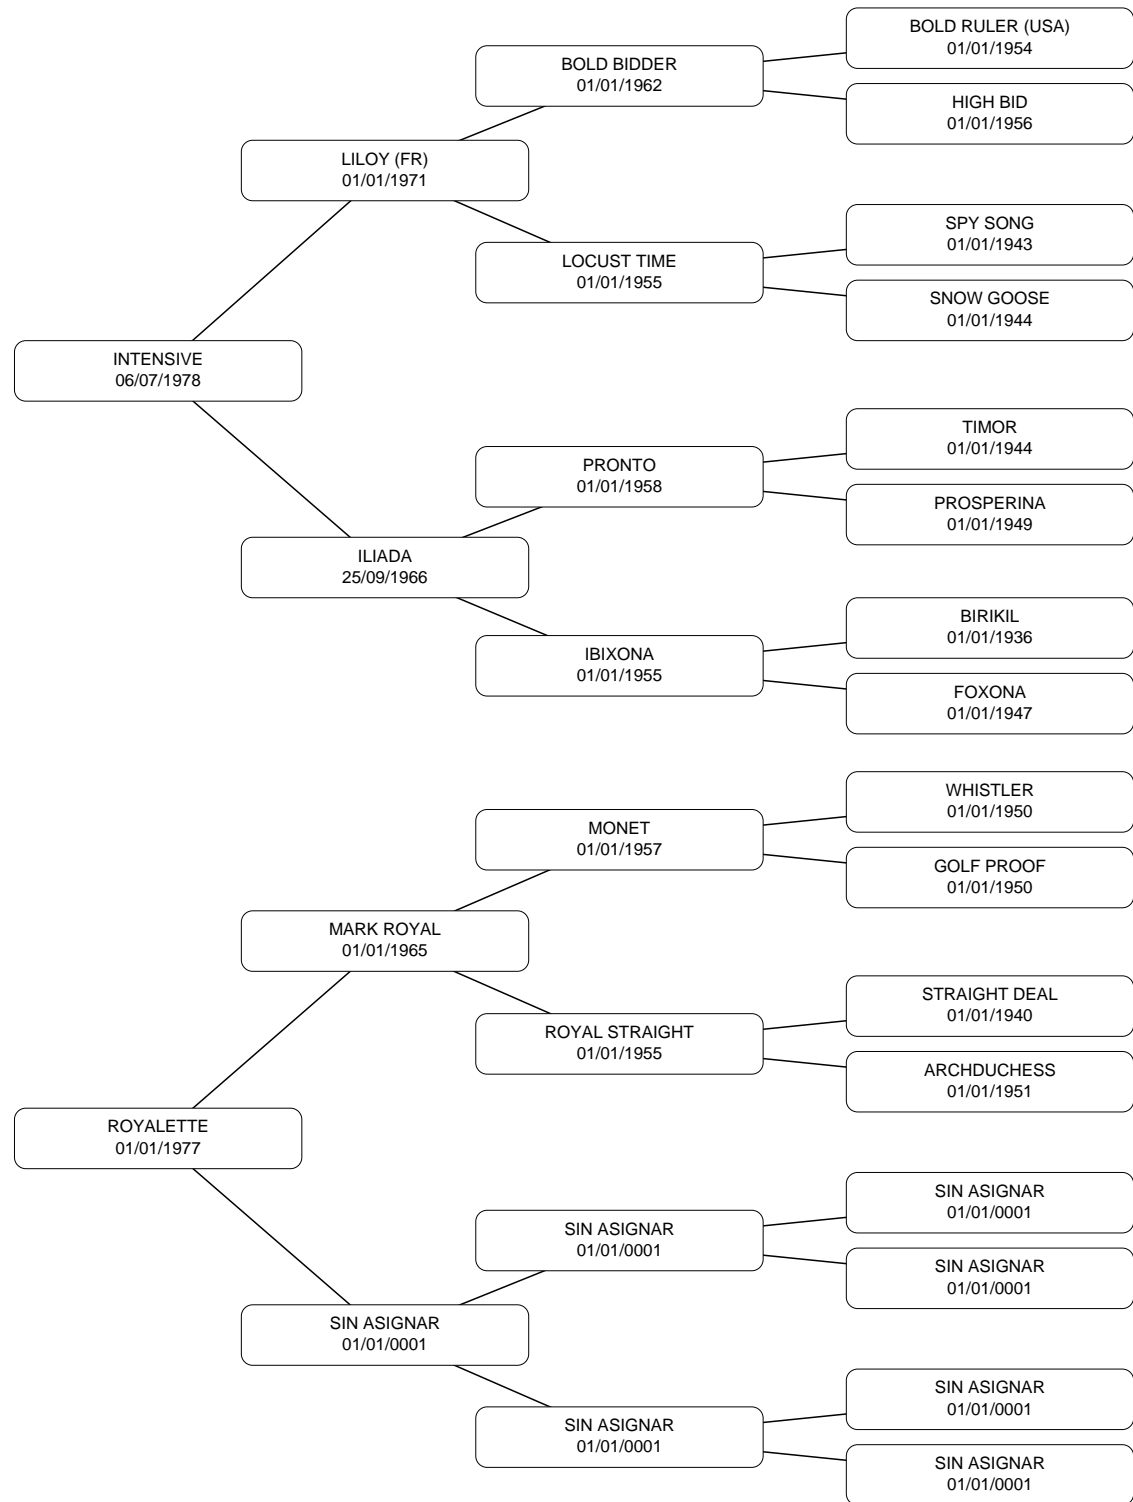 BOLD RULER (USA)
01/01/1954
BOLD BIDDER
01/01/1962
HIGH BID
01/01/1956
LILOY (FR)
01/01/1971
SPY SONG
01/01/1943
LOCUST TIME
01/01/1955
SNOW GOOSE
01/01/1944
INTENSIVE
06/07/1978
TIMOR
01/01/1944
PRONTO
01/01/1958
PROSPERINA
01/01/1949
ILIADA
25/09/1966
BIRIKIL
01/01/1936
IBIXONA
01/01/1955
FOXONA
01/01/1947
WHISTLER
01/01/1950
MONET
01/01/1957
GOLF PROOF
01/01/1950
MARK ROYAL
01/01/1965
STRAIGHT DEAL
01/01/1940
ROYAL STRAIGHT
01/01/1955
ARCHDUCHESS
01/01/1951
ROYALETTE
01/01/1977
SIN ASIGNAR
01/01/0001
SIN ASIGNAR
01/01/0001
SIN ASIGNAR
01/01/0001
SIN ASIGNAR
01/01/0001
SIN ASIGNAR
01/01/0001
SIN ASIGNAR
01/01/0001
SIN ASIGNAR
01/01/0001